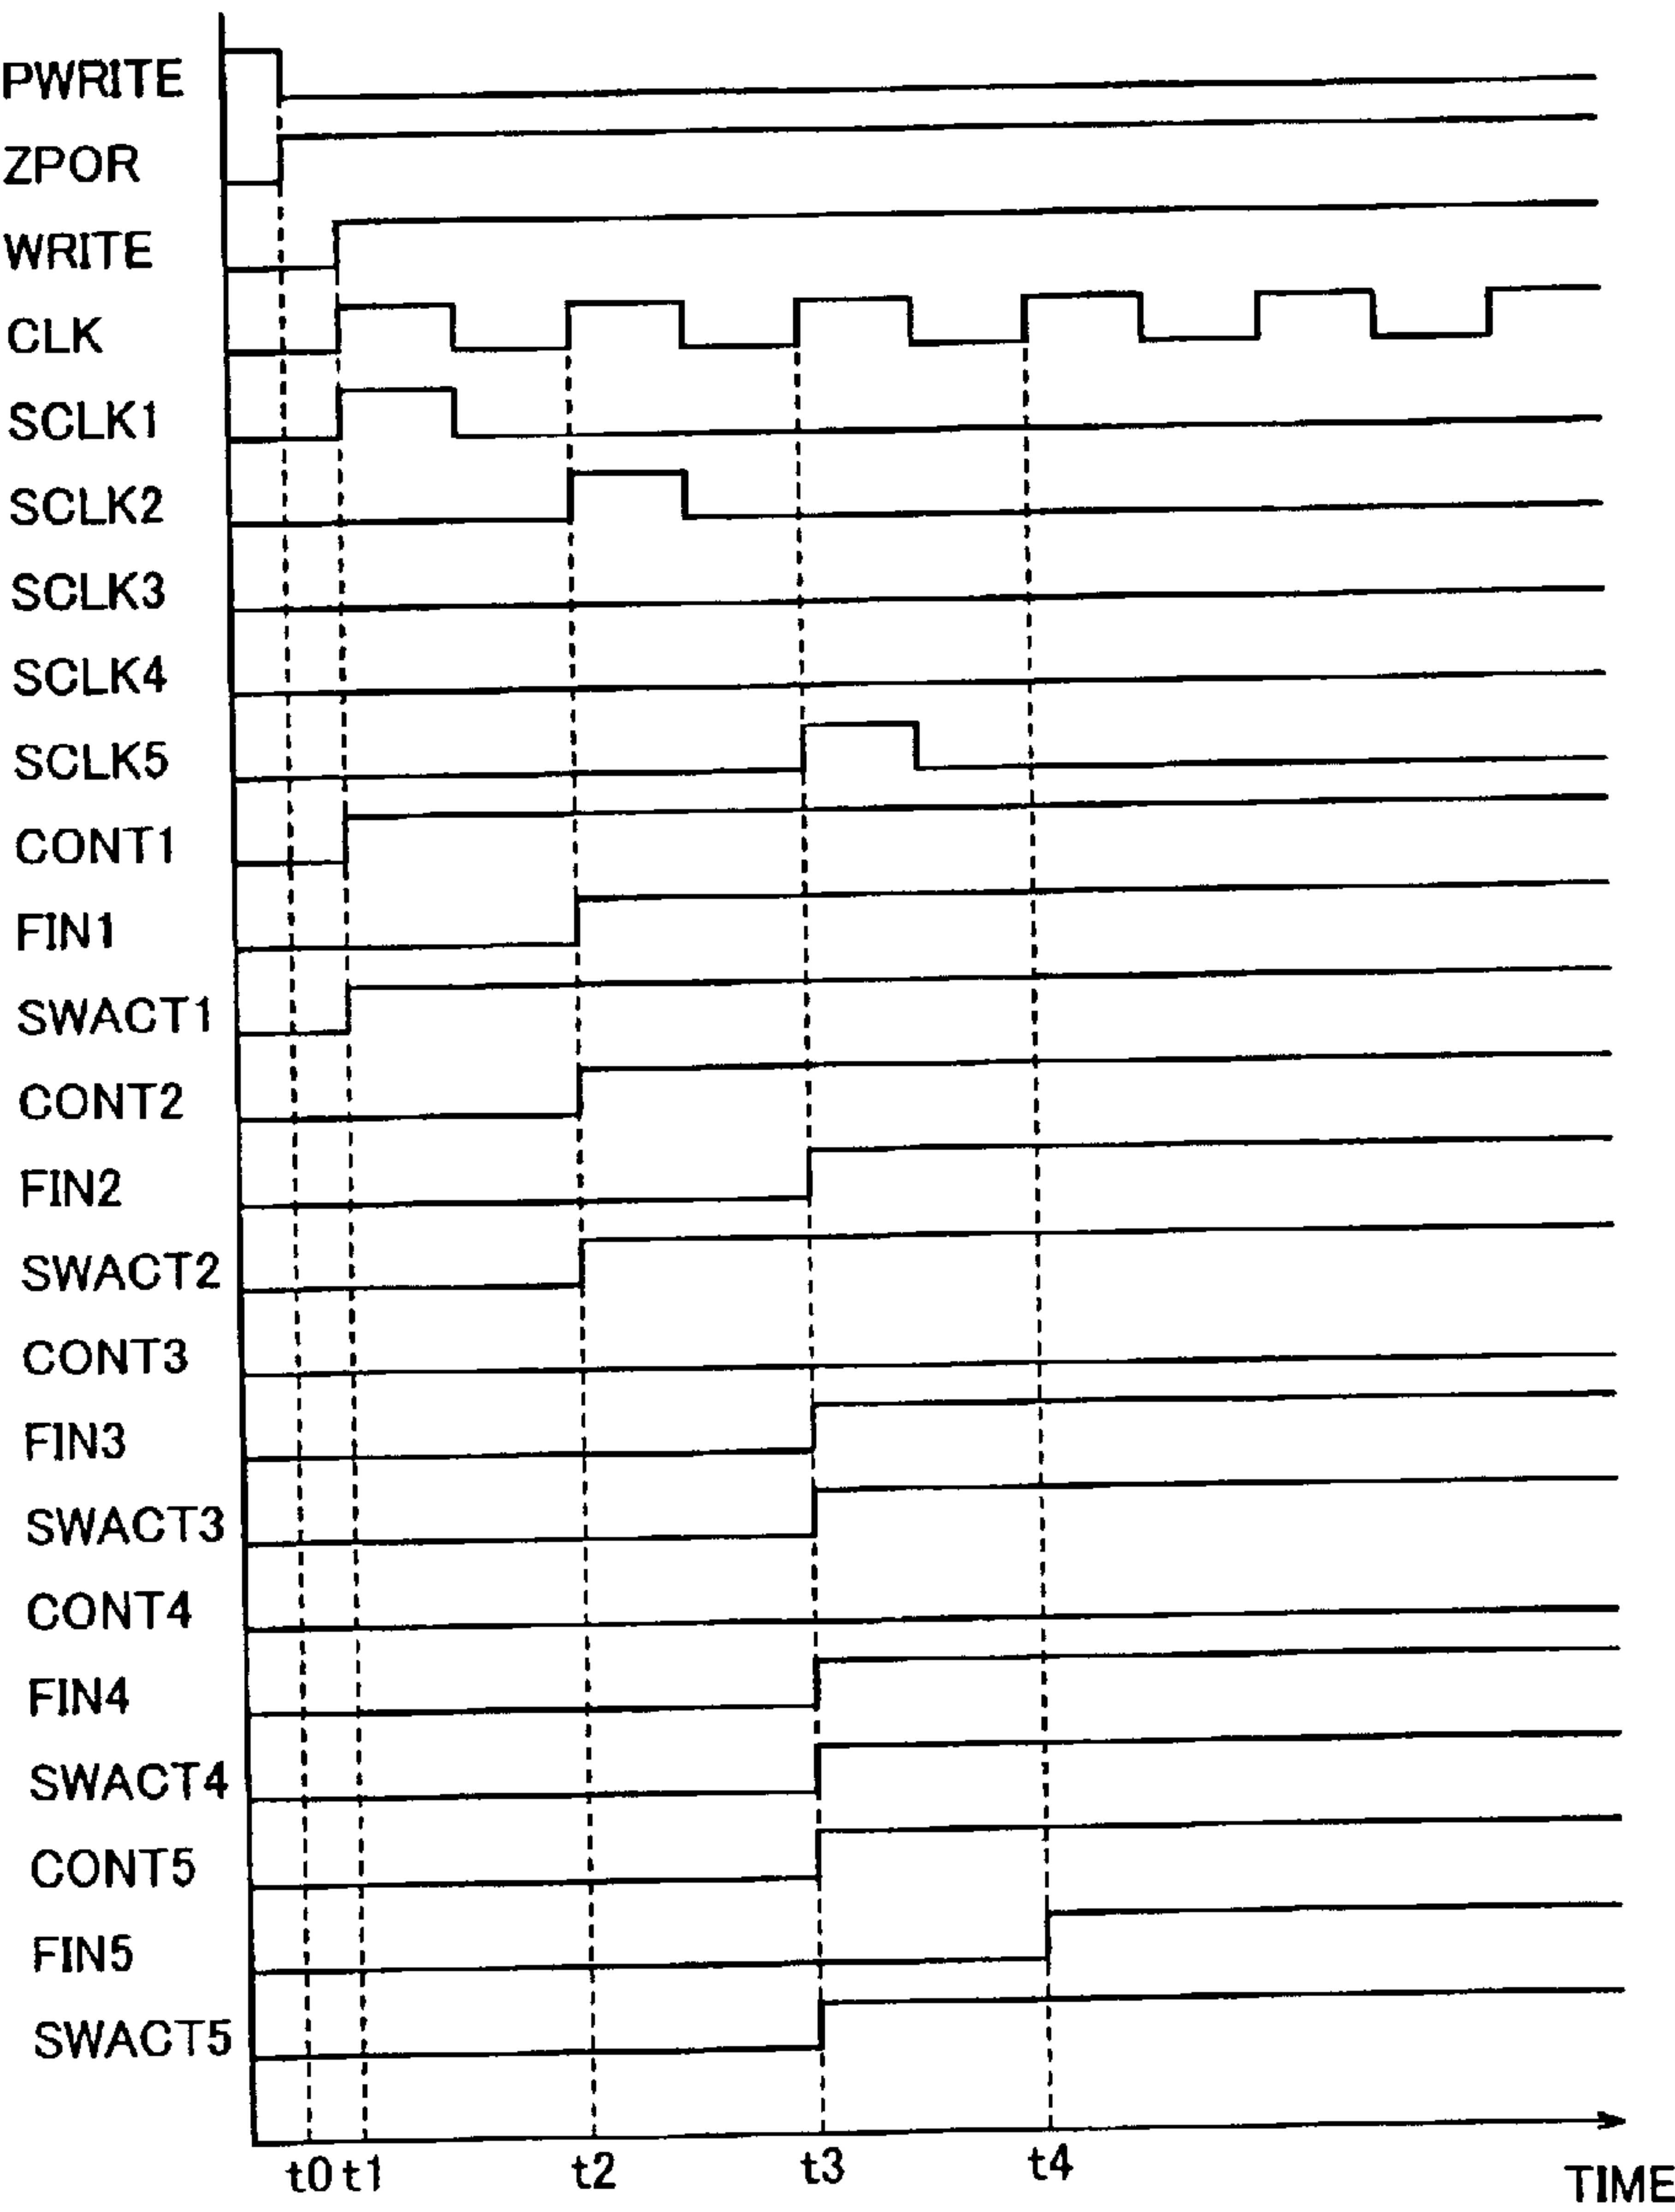 PWRITE
ZPOR
WRITE
CLK
SCLK1
SCLK2
SCLK3
SCLK4
SCLK5
CONT1
FIN1
SWACT1
CONT2
FIN2
SWACT2
CONT3
FIN3
SWACT3
CONT4
FIN4
SWACT4
CONT5
FIN5
SWACT5
t0 t1 t2 t3 t4 TIME